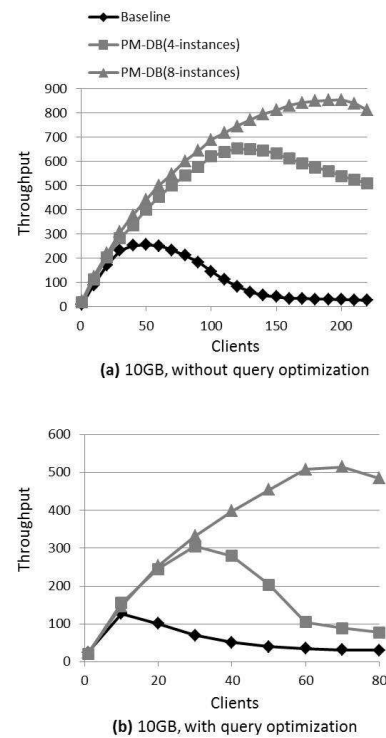 Baseline
PM-DB(4-instances)
PM-DB(8-instances)
900
800
700
600
500
400
300
200
100
0
Throughput
0 50 100 150 200
Clients
(a) 10GB, without query optimization
600
500
400
300
200
100
0
Throughput
0 20 40 60 80
Clients
(b) 10GB, with query optimization